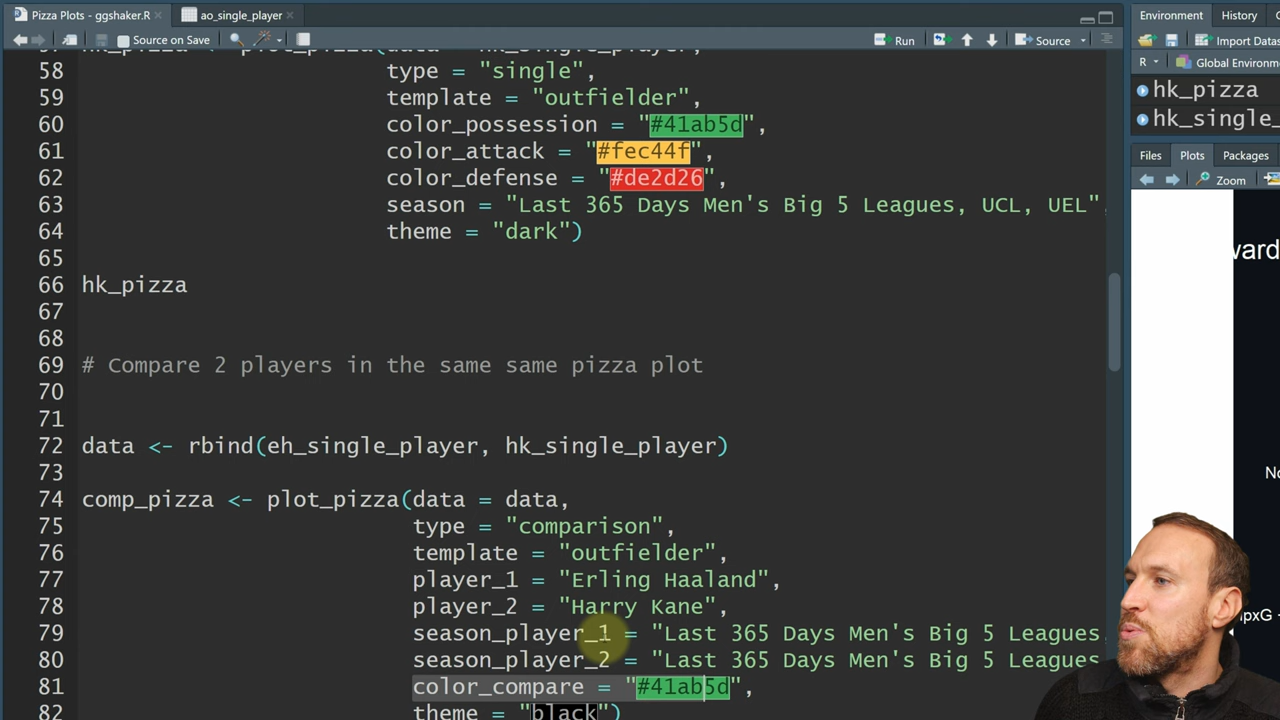 Pizza Plots - ggshaker.R
ao_single_player
Environment
History
Source on Save
Run
Source
Import Datas
R
Global Environme
58 type = "single",
59 template = "outfielder",
60 color_possession = "#41ab5d",
61 color_attack = "#fec44f",
62 color_defense = "#de2d26",
63 season = "Last 365 Days Men's Big 5 Leagues, UCL, UEL",
64 theme = "dark")
65
66 hk_pizza
67
68
69 # Compare 2 players in the same same pizza plot
70
71
72 data <- rbind(eh_single_player, hk_single_player)
73
74 comp_pizza <- plot_pizza(data = data,
75 type = "comparison",
76 template = "outfielder",
77 player_1 = "Erling Haaland",
78 player_2 = "Harry Kane",
79 season_player_1 = "Last 365 Days Men's Big 5 Leagues,
80 season_player_2 = "Last 365 Days Men's Big 5 Leagues,
81 color_compare = "#41ab5d",
82 theme = "black")
hk_pizza
hk_single_
Files
Plots
Packages
Zoom
ward
No
npxG -